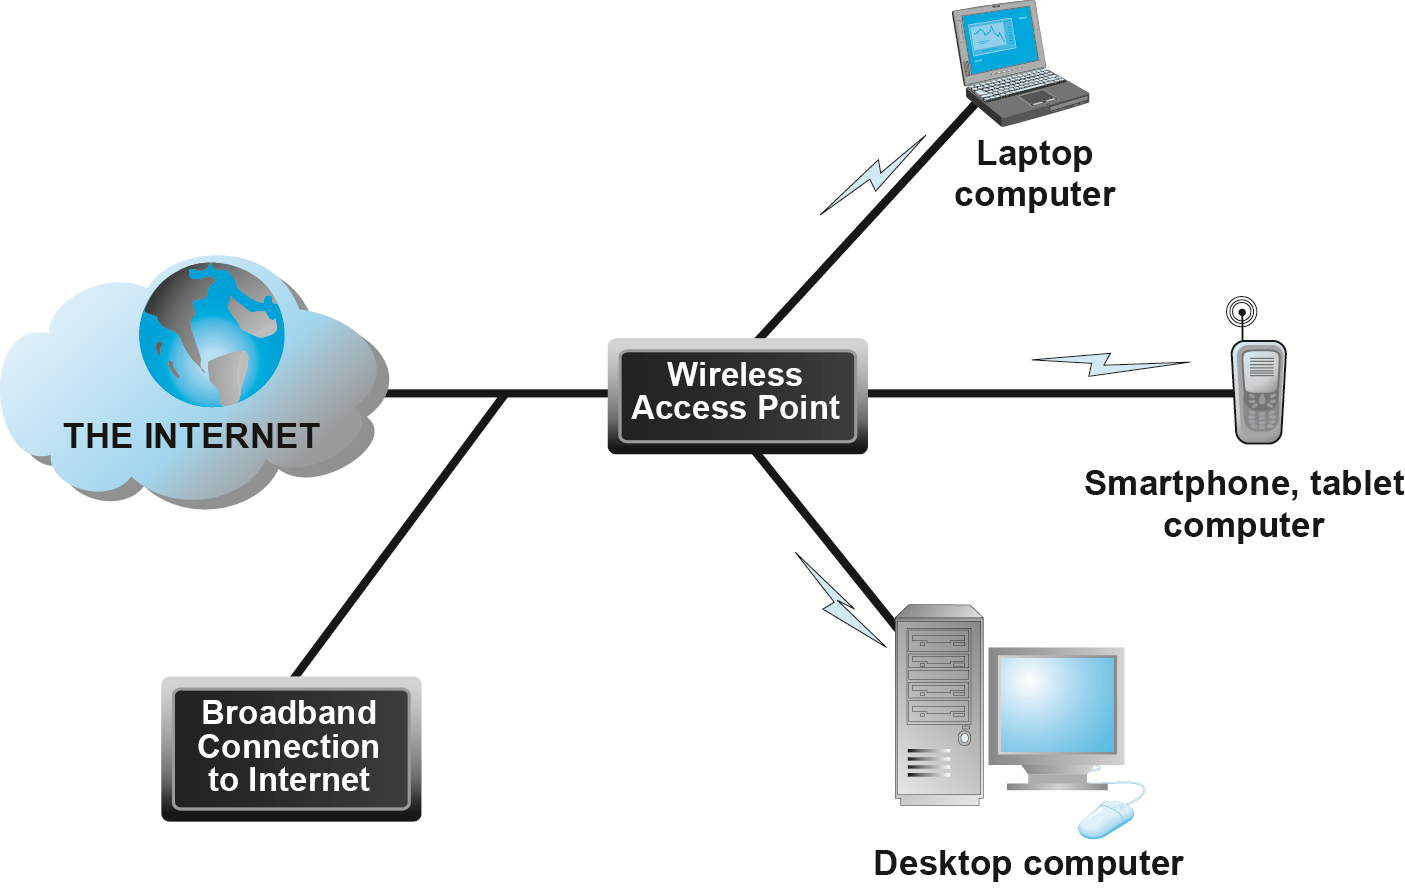 Laptop
computer
THE INTERNET
Wireless
Access Point
Smartphone, tablet
computer
Broadband
Connection
to Internet
Desktop computer